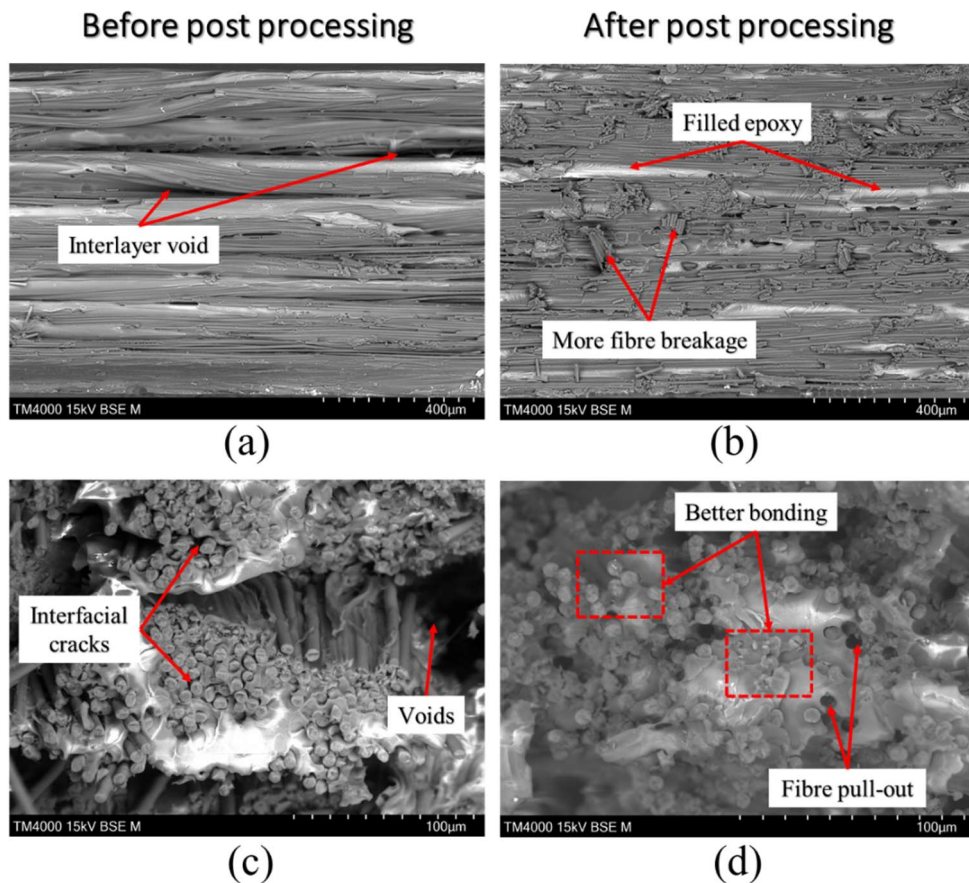 Before post processing
After post processing
Interlayer void
TM4000 15kV BSE M
400µm
(a)
Filled epoxy
More fibre breakage
TM4000 15kV BSE M
400µm
(b)
Interfacial
cracks
Voids
TM4000 15kV BSE M
100µm
(c)
Better bonding
Fibre pull-out
TM4000 15kV BSE M
100µm
(d)